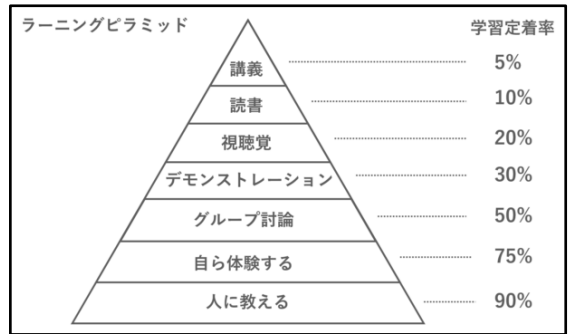 ラーニングピラミッド
学習定着率
講義 5%
読書 10%
視聴覚 20%
デモンストレーション 30%
グループ討論 50%
自ら体験する 75%
人に教える 90%